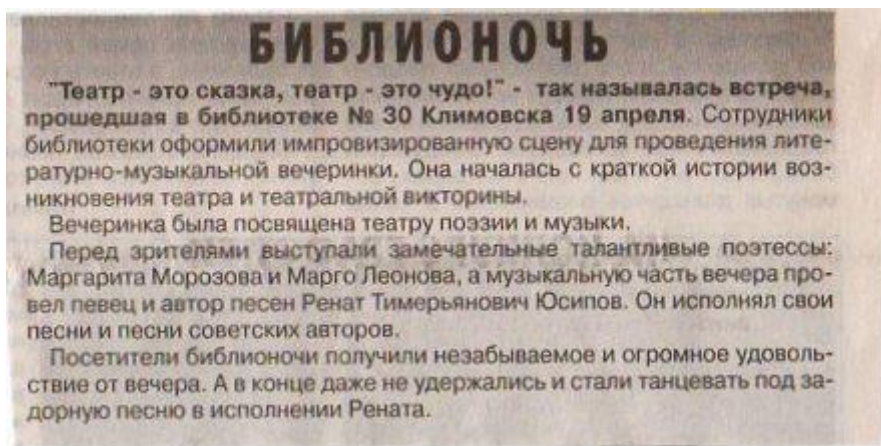 БИБЛИОНОЧЬ
"Театр - это сказка, театр - это чудо!" - так называлась встреча,
прошедшая в библиотеке № 30 Климовска 19 апреля. Сотрудники
библиотеки оформили импровизированную сцену для проведения лите-
ратурно-музыкальной вечеринки. Она началась с краткой истории воз-
никновения театра и театральной викторины.
Вечеринка была посвящена театру поэзии и музыки.
Перед зрителями выступали замечательные талантливые поэтессы:
Маргарита Морозова и Марго Леонова, а музыкальную часть вечера про-
вел певец и автор песен Ренат Тимерьянович Юсипов. Он исполнял свои
песни и песни советских авторов.
Посетители библионочи получили незабываемое и огромное удоволь-
ствие от вечера. А в конце даже не удержались и стали танцевать под за-
дорную песню в исполнении Рената.